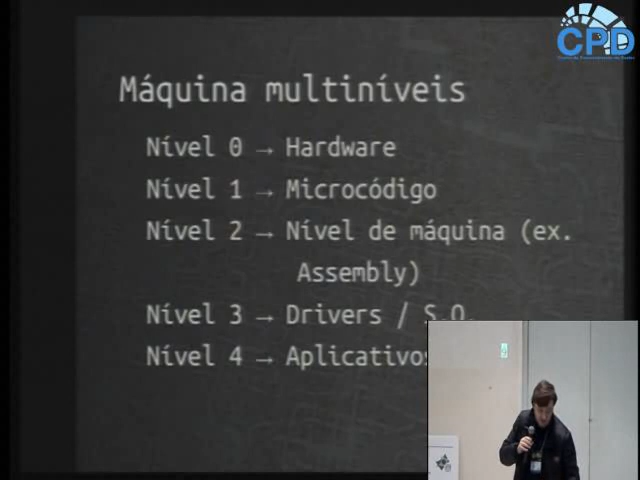 CPD
Máquina multiníveis
Nível 0 → Hardware
Nível 1 → Microcódigo
Nível 2 → Nível de máquina (ex.
Assembly)
Nível 3 → Drivers / S.O.
Nível 4 → Aplicativos